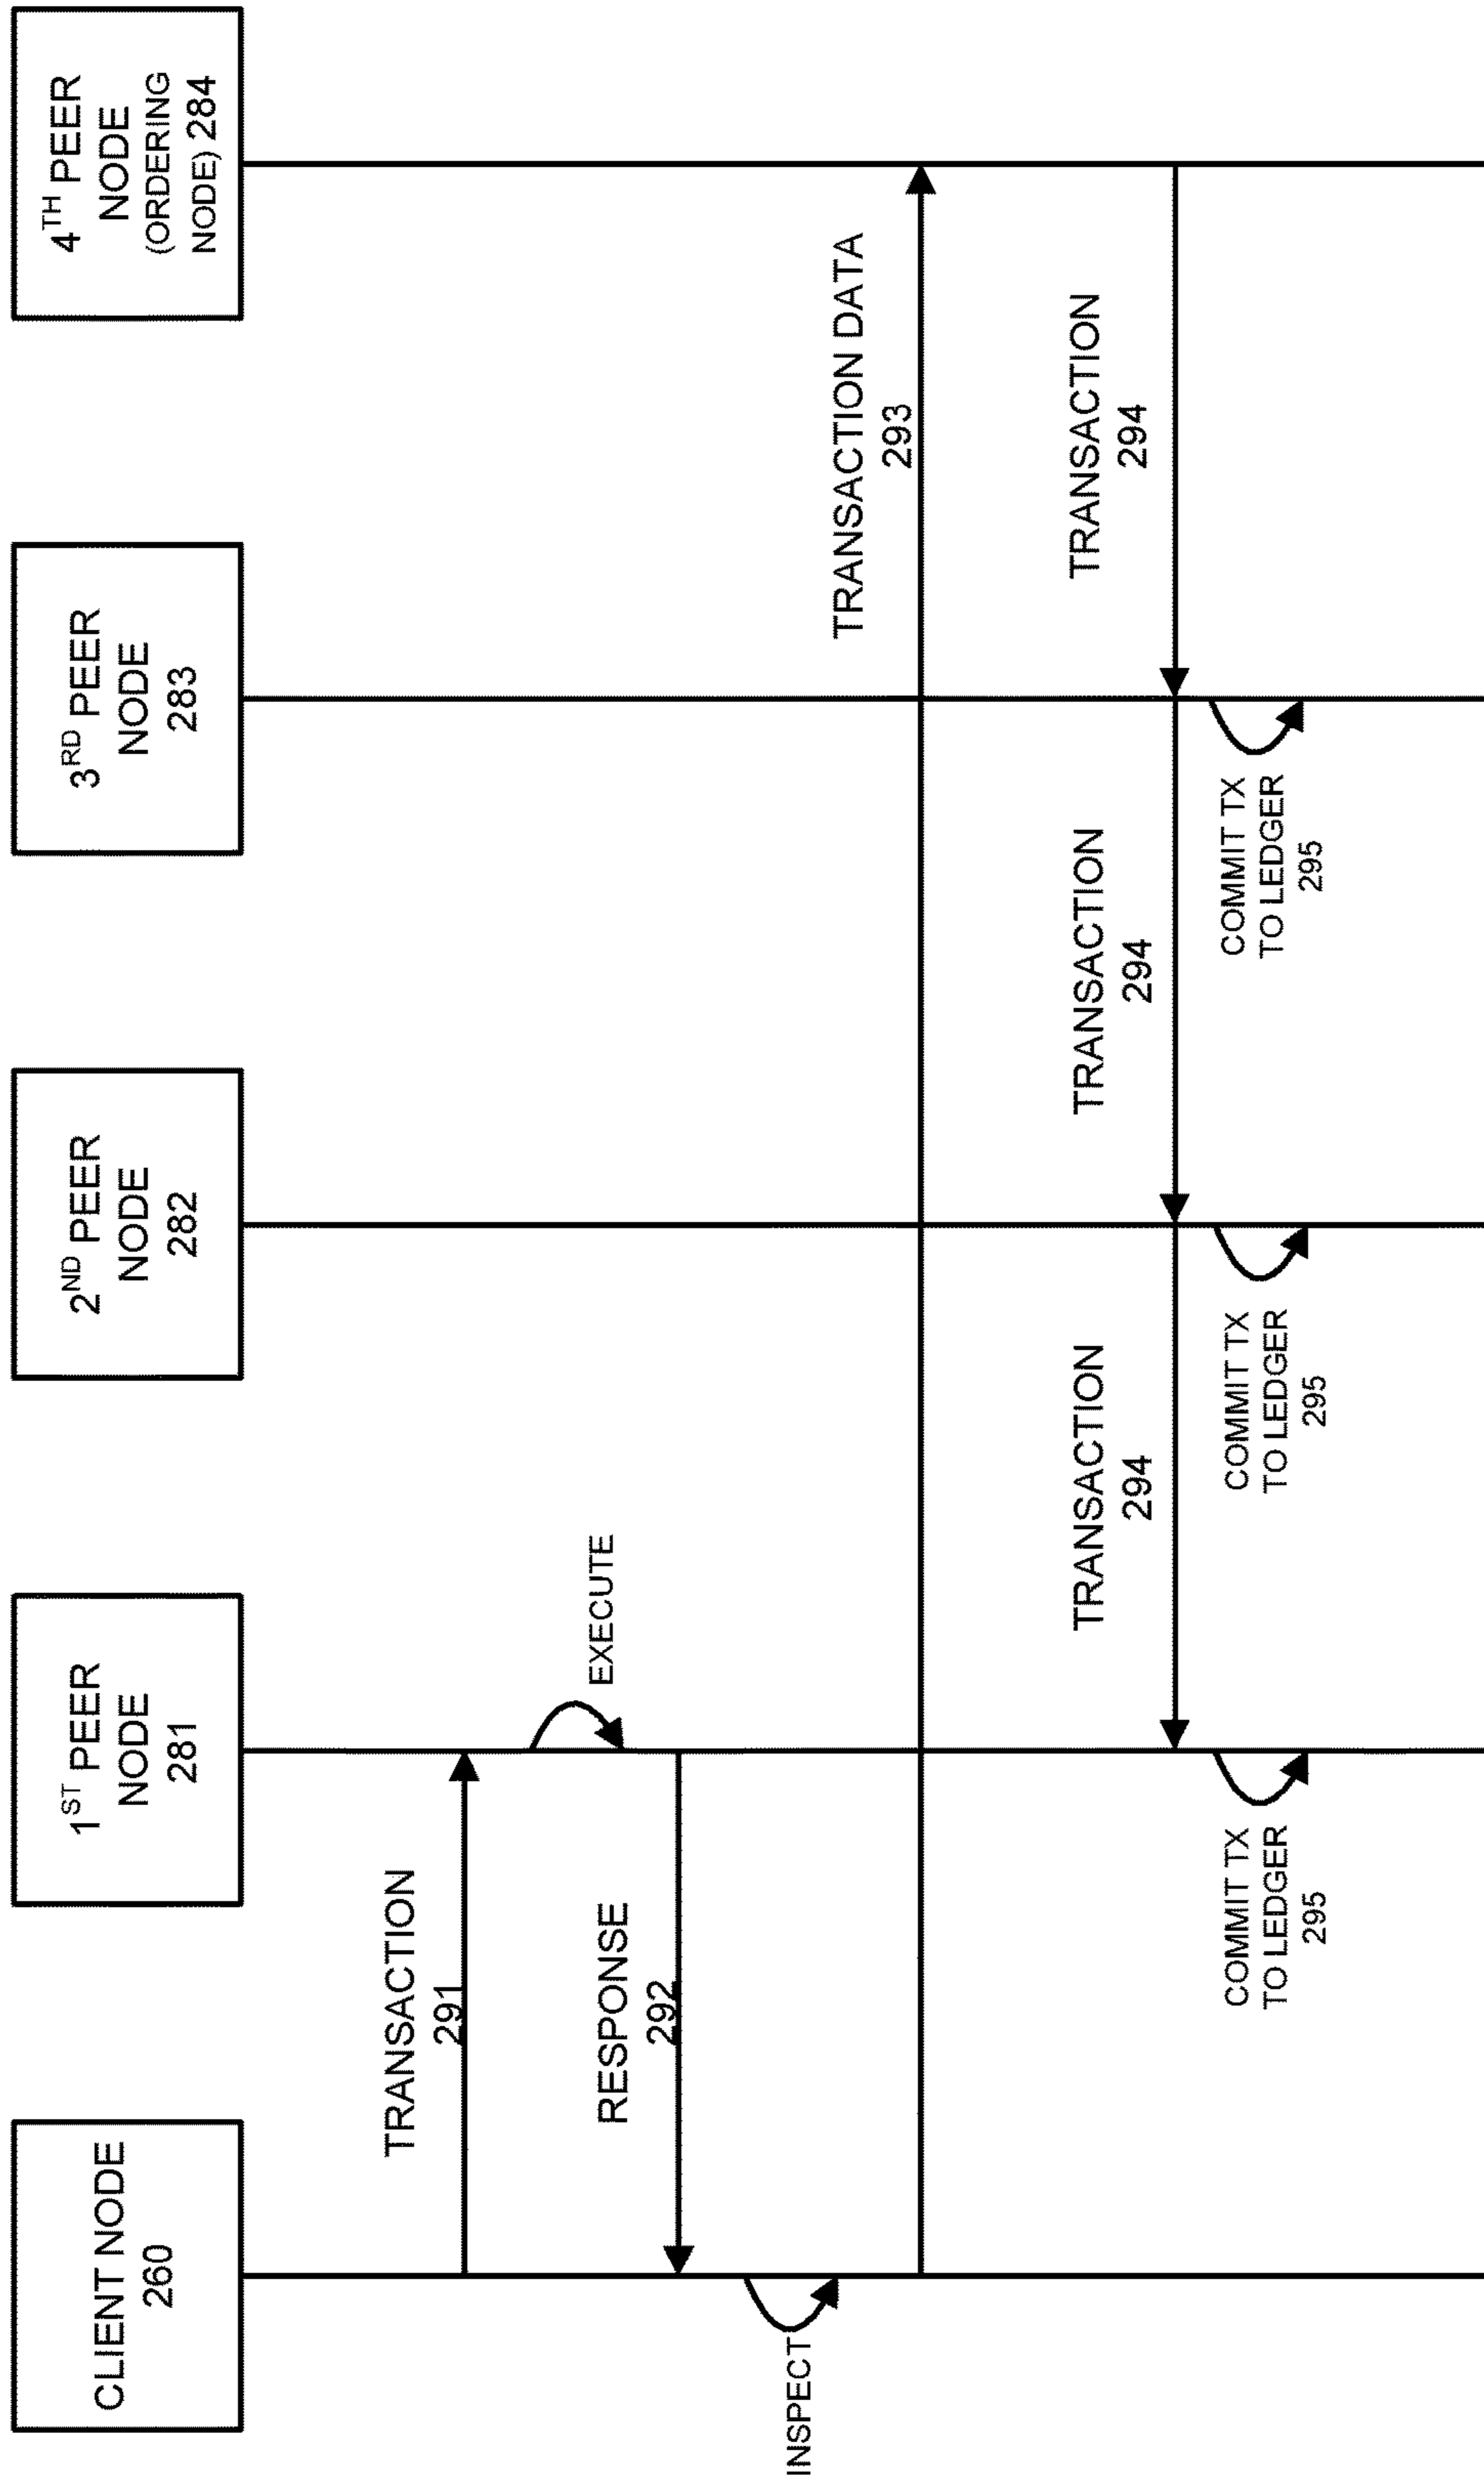 CLIENT NODE
260
1ST PEER
NODE
281
2ND PEER
NODE
282
3RD PEER
NODE
283
4TH PEER
NODE
(ORDERING
NODE) 284
TRANSACTION
291
EXECUTE
RESPONSE
292
INSPECT
TRANSACTION DATA
293
TRANSACTION
294
TRANSACTION
294
TRANSACTION
294
COMMIT TX
TO LEDGER
295
COMMIT TX
TO LEDGER
295
COMMIT TX
TO LEDGER
295